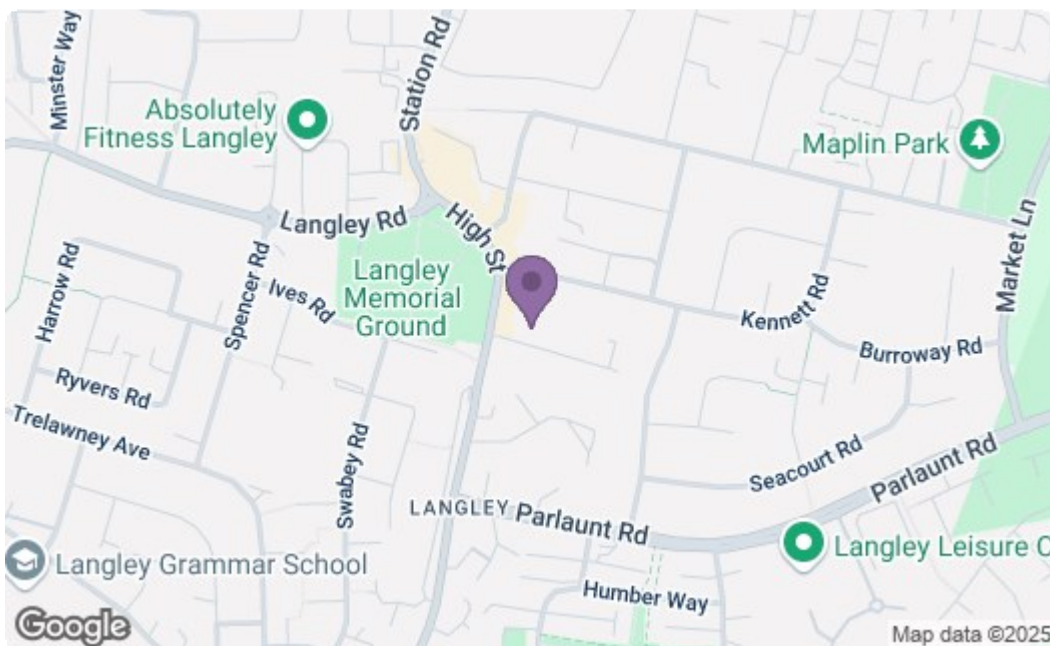 Minster Way
Station Rd
Absolutely
Fitness Langley
Maplin Park
Market Ln
Langley Rd
High St
Harrow Rd
Spencer Rd
Ives Rd
Langley
Memorial
Ground
Kennett Rd
Burroway Rd
Ryvers Rd
Trelawney Ave
Swabey Rd
Seacourt Rd
Parlaunt Rd
LANGLEY
Parlaunt Rd
Langley Grammar School
Langley Leisure C
Humber Way
Google
Map data ©2025